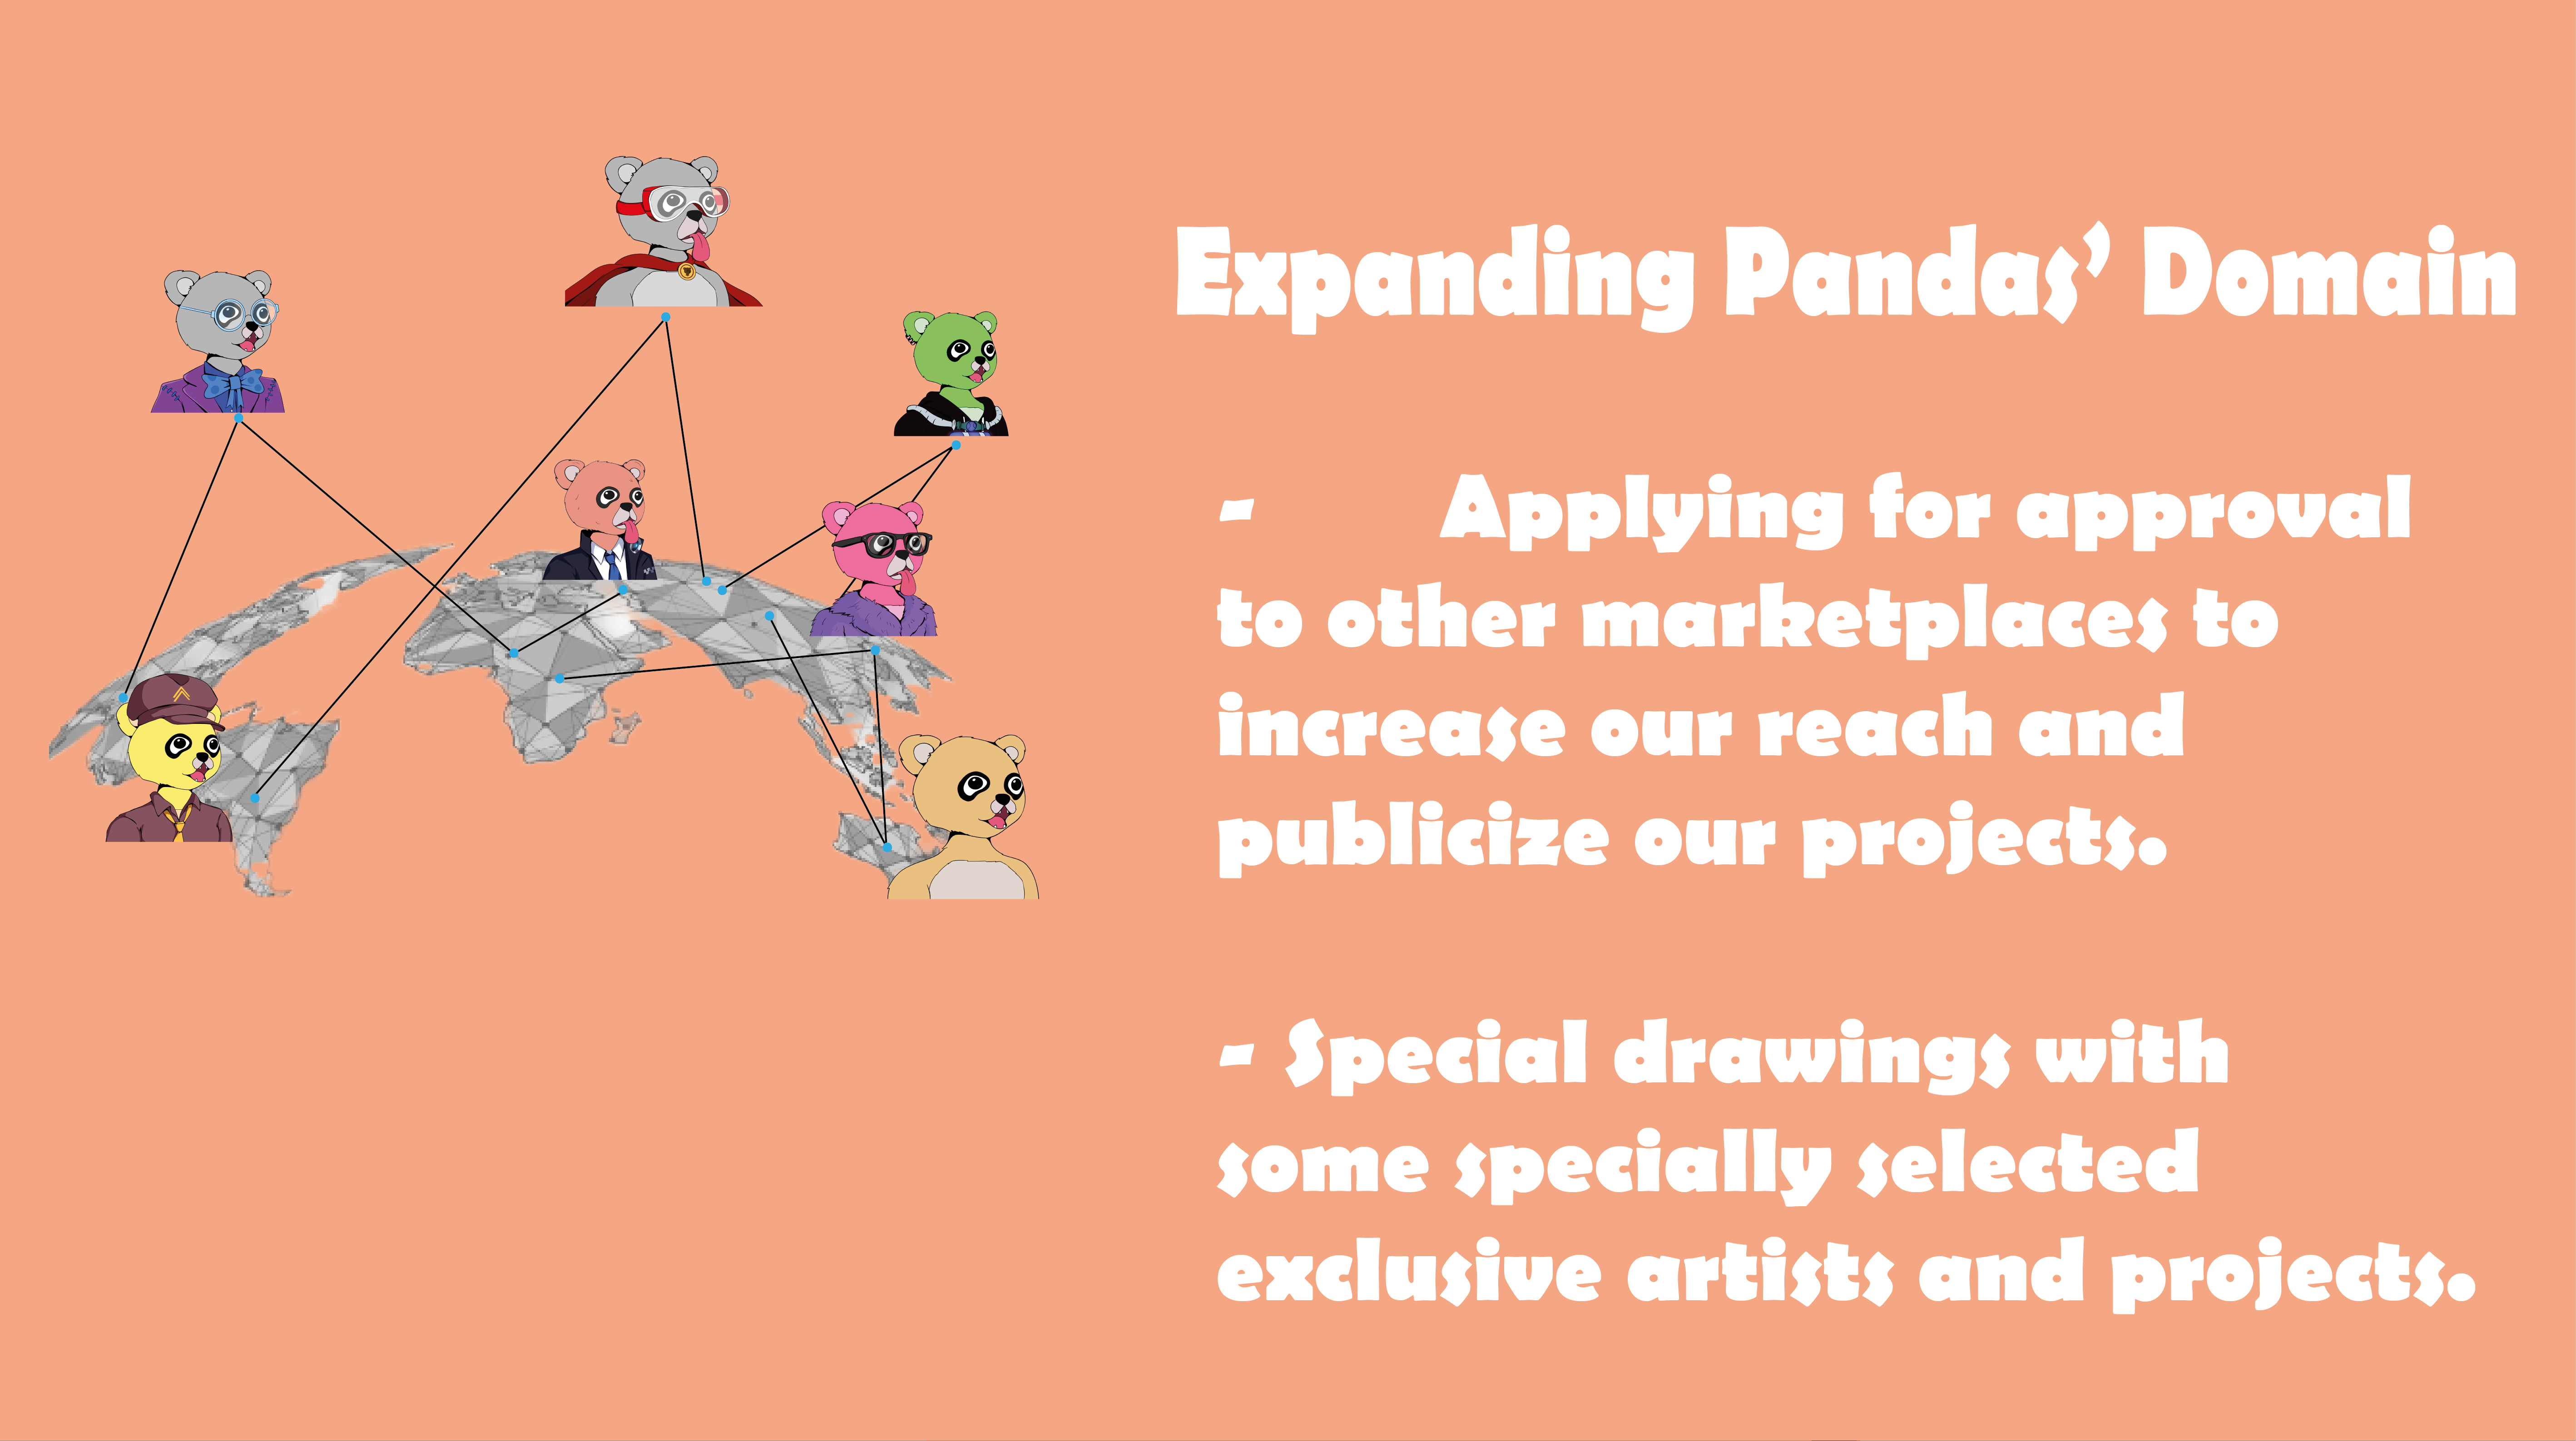 Expanding Pandas’ Domain
- Applying for approval
to other marketplaces to
increase our reach and
publicize our projects.
- Special drawings with
some specially selected
exclusive artists and projects.